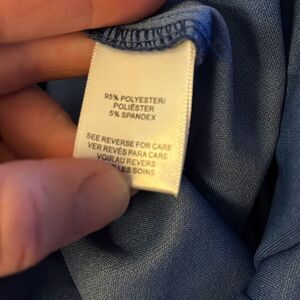 95% POLYESTER/
POLIÉSTER
5% SPANDEX
SEE REVERSE FOR CARE
VER REVÉS PARA CARE
VOIR AU REVERS
LES SOINS